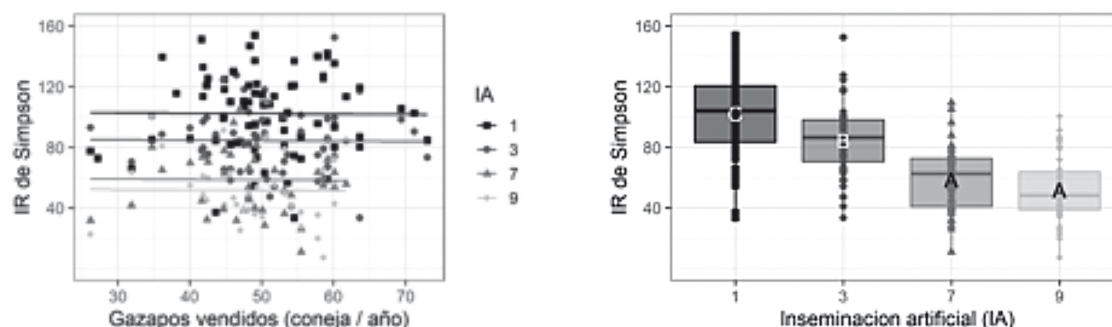 160
120
80
40
IR de Simpson
30
40
50
60
70
Gazapos vendidos (coneja / año)
IA
1
3
7
9
160
120
80
40
IR de Simpson
C
B
A
A
1
3
7
9
Inseminacion artificial (IA)